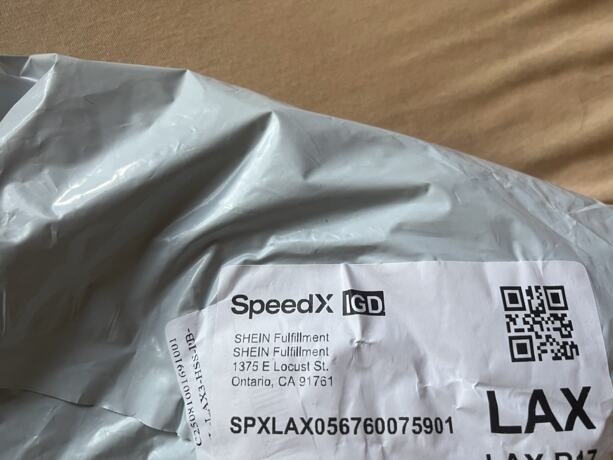 SpeedX IGD
SHEIN Fulfillment
SHEIN Fulfillment
1375 E Locust St.
Ontario, CA 91761
SPXLAX056760075901
LAX